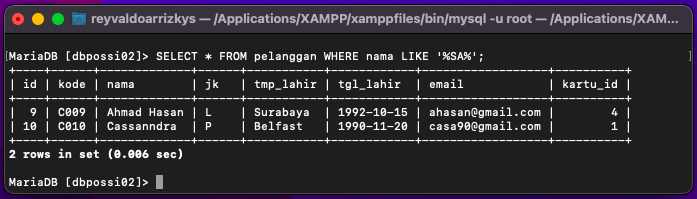 reyvaldoarrizkys — /Applications/XAMPP/xamppfiles/bin/mysql -u root — /Applications/XAM...
[MariaDB [dbpossi02]> SELECT * FROM pelanggan WHERE nama LIKE '%SA%'; ]
+----+------+-------------+------+-----------+------------+------------------+----------+
| id | kode | nama        | jk   | tmp_lahir | tgl_lahir  | email            | kartu_id |
+----+------+-------------+------+-----------+------------+------------------+----------+
|  9 | C009 | Ahmad Hasan | L    | Surabaya  | 1992-10-15 | ahasan@gmail.com |        4 |
| 10 | C010 | Cassanndra  | P    | Belfast   | 1990-11-20 | casa90@gmail.com |        1 |
+----+------+-------------+------+-----------+------------+------------------+----------+
2 rows in set (0.006 sec)
MariaDB [dbpossi02]>